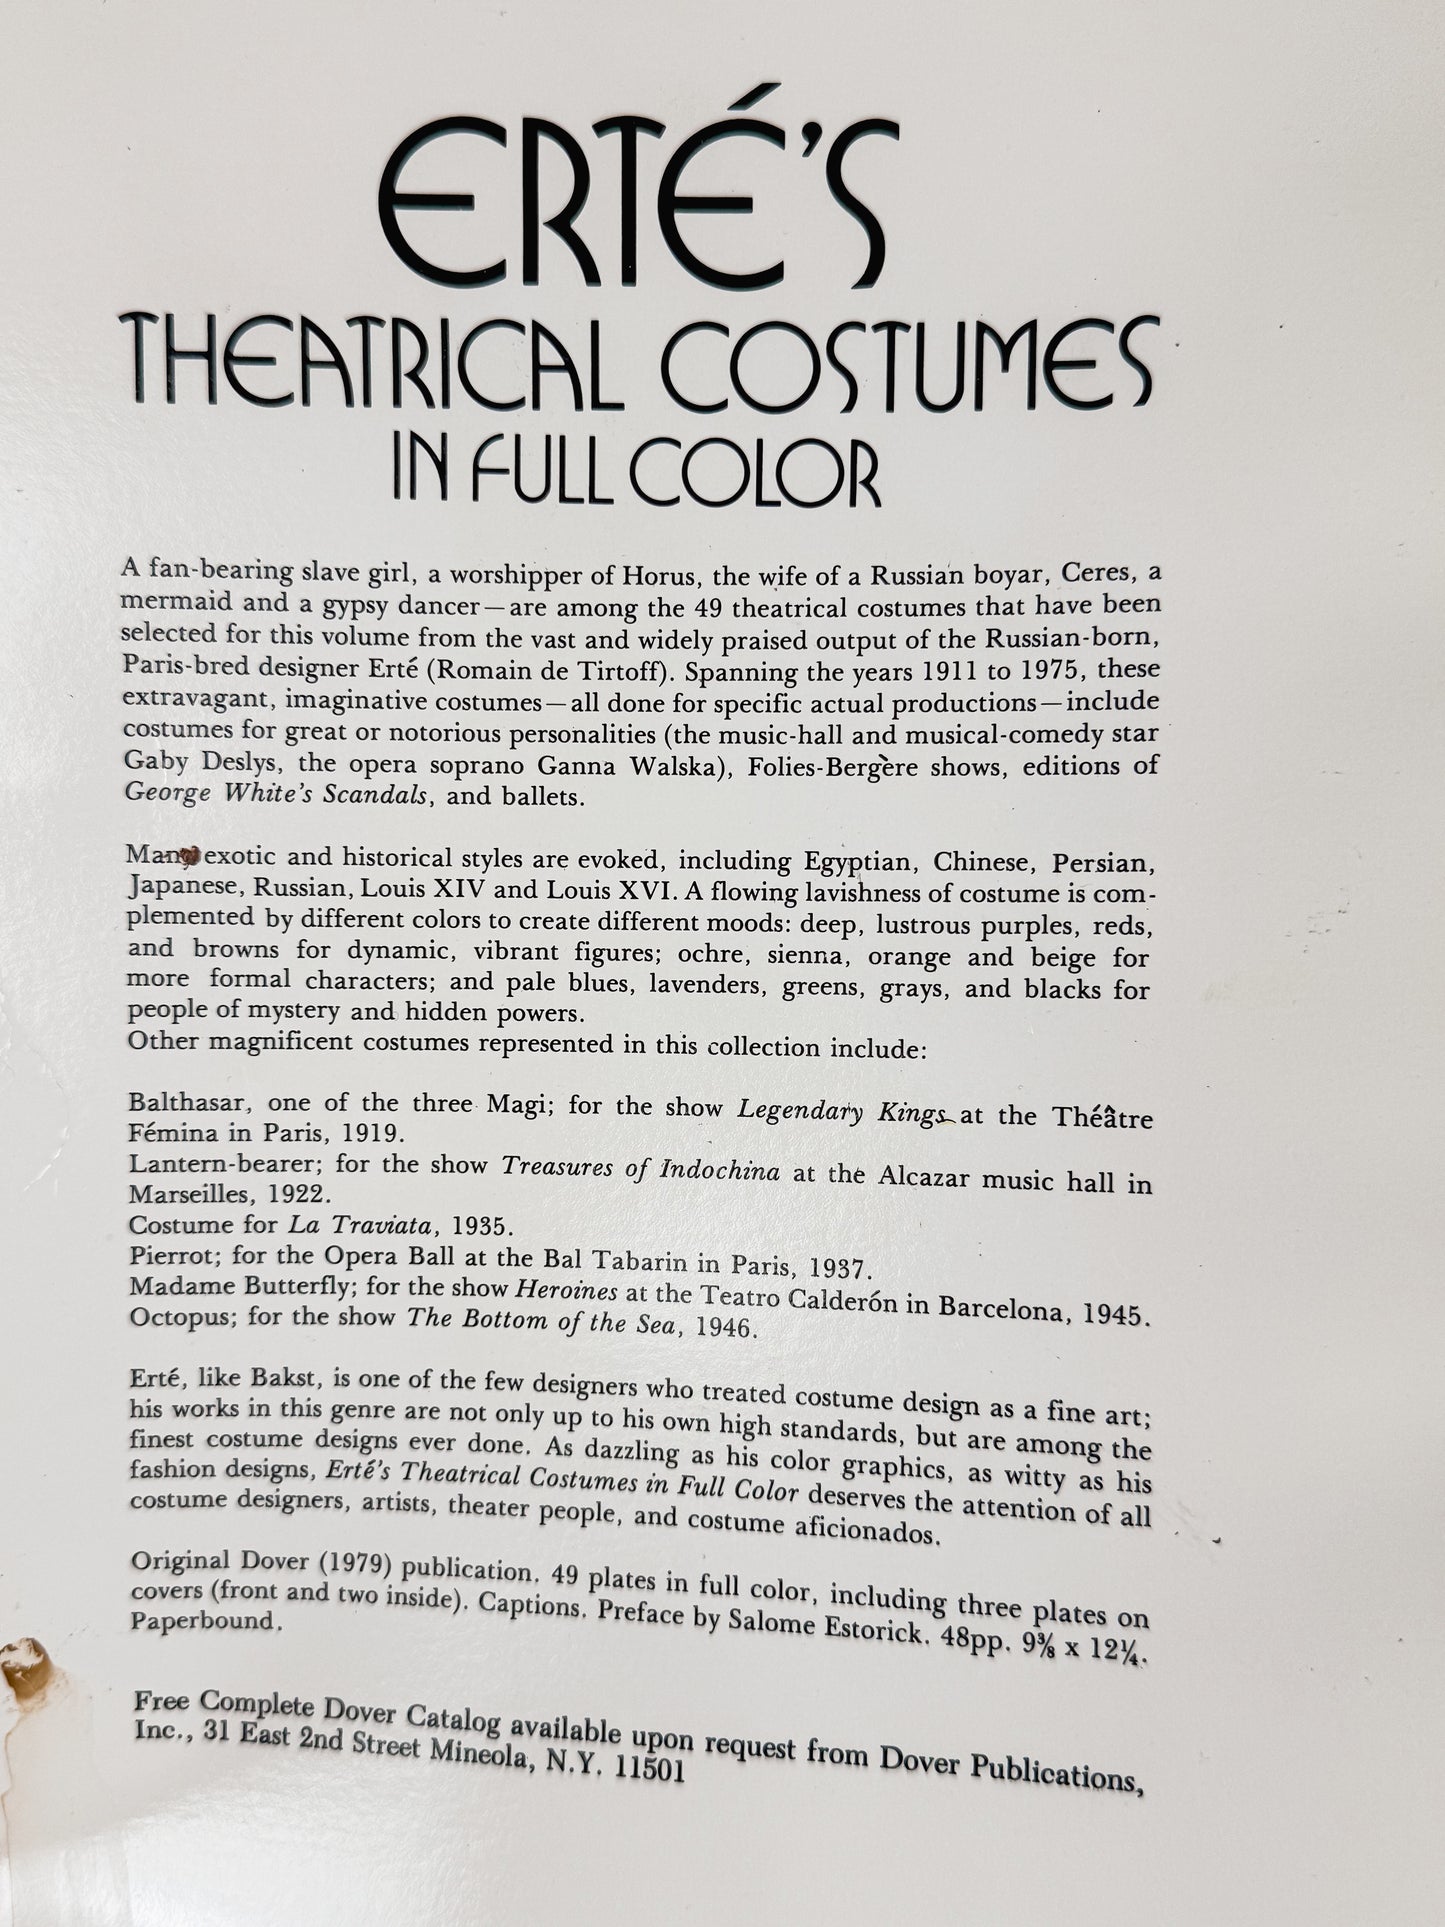 ERTÉ'S
THEATRICAL COSTUMES
IN FULL COLOR
A fan-bearing slave girl, a worshipper of Horus, the wife of a Russian boyar, Ceres, a
mermaid and a gypsy dancer—are among the 49 theatrical costumes that have been
selected for this volume from the vast and widely praised output of the Russian-born,
Paris-bred designer Erté (Romain de Tirtoff). Spanning the years 1911 to 1975, these
extravagant, imaginative costumes—all done for specific actual productions—include
costumes for great or notorious personalities (the music-hall and musical-comedy star
Gaby Deslys, the opera soprano Ganna Walska), Folies-Bergère shows, editions of
George White's Scandals, and ballets.
Many exotic and historical styles are evoked, including Egyptian, Chinese, Persian,
Japanese, Russian, Louis XIV and Louis XVI. A flowing lavishness of costume is com-
plemented by different colors to create different moods: deep, lustrous purples, reds,
and browns for dynamic, vibrant figures; ochre, sienna, orange and beige for
more formal characters; and pale blues, lavenders, greens, grays, and blacks for
people of mystery and hidden powers.
Other magnificent costumes represented in this collection include:
Balthasar, one of the three Magi; for the show Legendary Kings at the Théâtre
Fémina in Paris, 1919.
Lantern-bearer; for the show Treasures of Indochina at the Alcazar music hall in
Marseilles, 1922.
Costume for La Traviata, 1935.
Pierrot; for the Opera Ball at the Bal Tabarin in Paris, 1937.
Madame Butterfly; for the show Heroines at the Teatro Calderón in Barcelona, 1945.
Octopus; for the show The Bottom of the Sea, 1946.
Erté, like Bakst, is one of the few designers who treated costume design as a fine art;
his works in this genre are not only up to his own high standards, but are among the
finest costume designs ever done. As dazzling as his color graphics, as witty as his
fashion designs, Erté's Theatrical Costumes in Full Color deserves the attention of all
costume designers, artists, theater people, and costume aficionados.
Original Dover (1979) publication. 49 plates in full color, including three plates on
covers (front and two inside). Captions. Preface by Salome Estorick. 48pp. 9⅜ x 12¼.
Paperbound.
Free Complete Dover Catalog available upon request from Dover Publications,
Inc., 31 East 2nd Street Mineola, N.Y. 11501